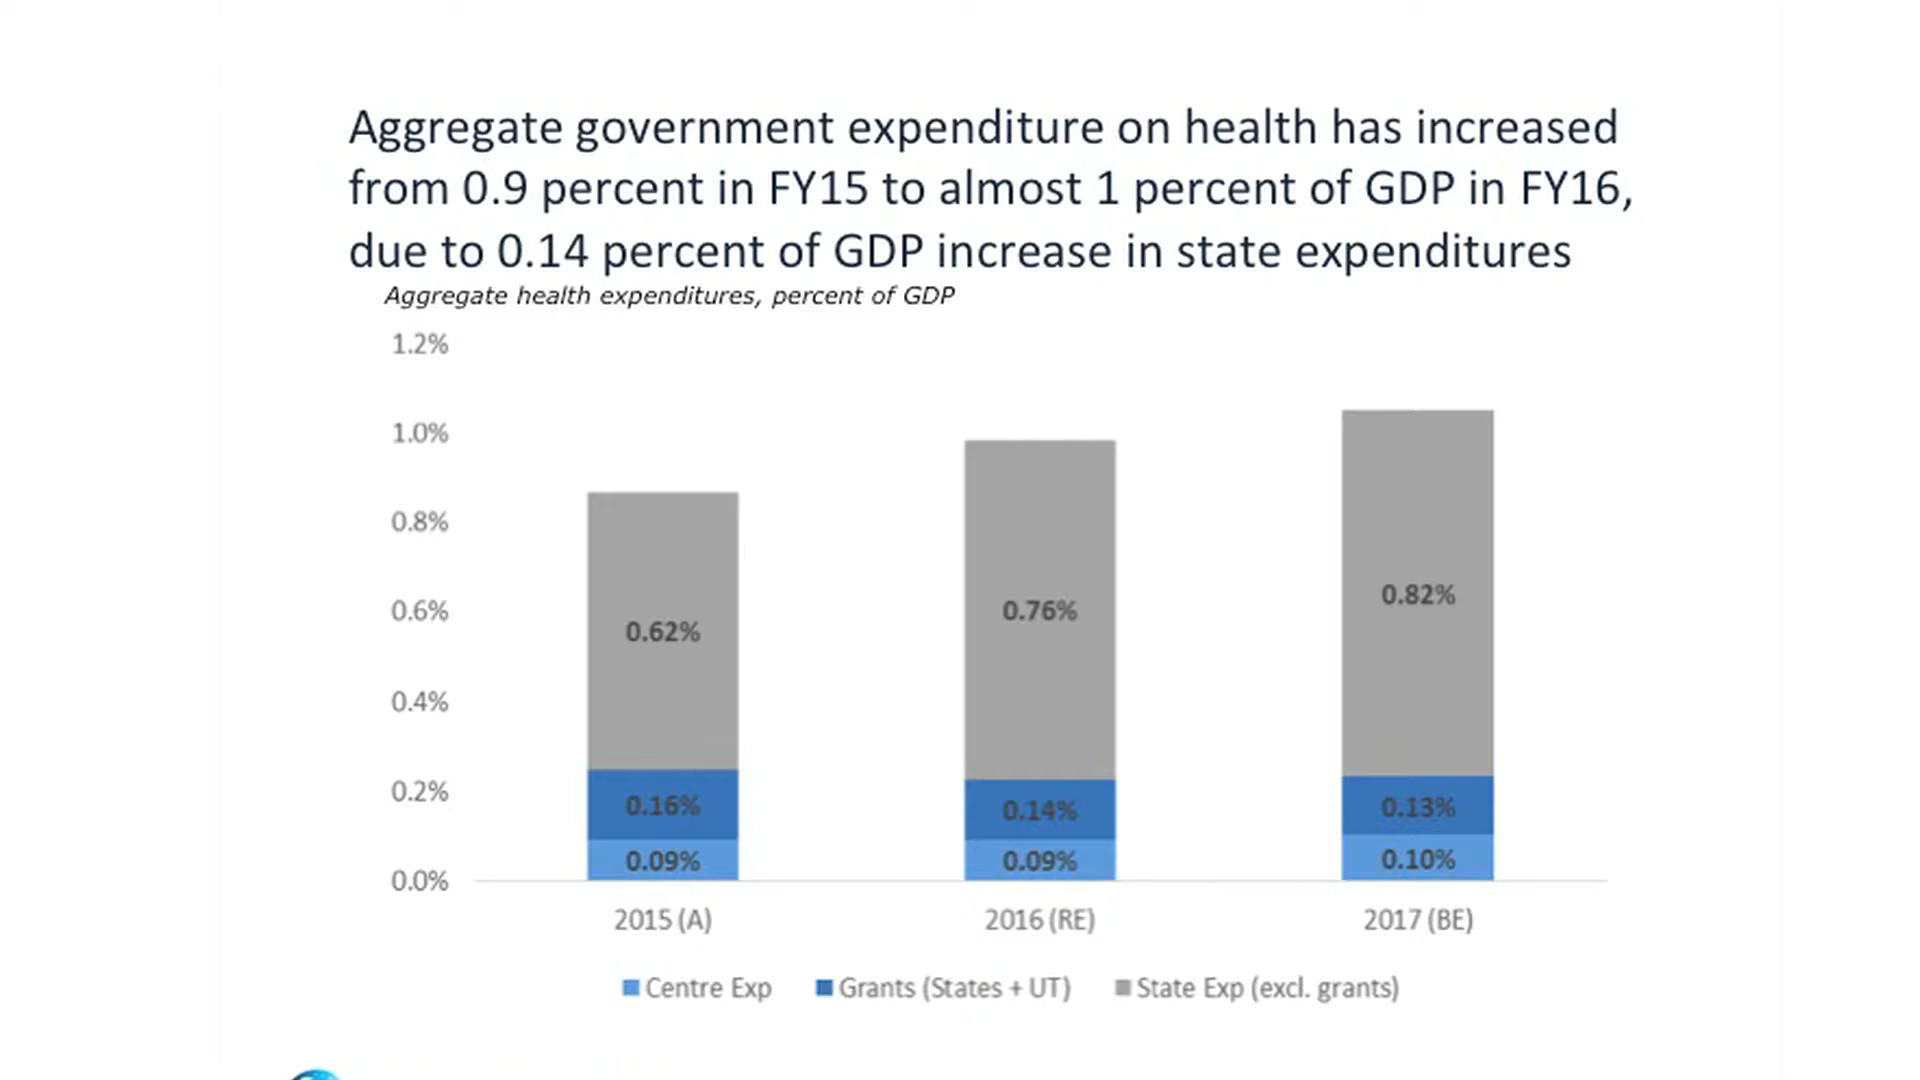 Aggregate government expenditure on health has increased
from 0.9 percent in FY15 to almost 1 percent of GDP in FY16,
due to 0.14 percent of GDP increase in state expenditures
Aggregate health expenditures, percent of GDP
1.2%
1.0%
0.8%
0.6%
0.4%
0.2%
0.0%
0.62%
0.16%
0.09%
0.76%
0.14%
0.09%
0.82%
0.13%
0.10%
2015 (A)
2016 (RE)
2017 (BE)
Centre Exp
Grants (States + UT)
State Exp (excl. grants)